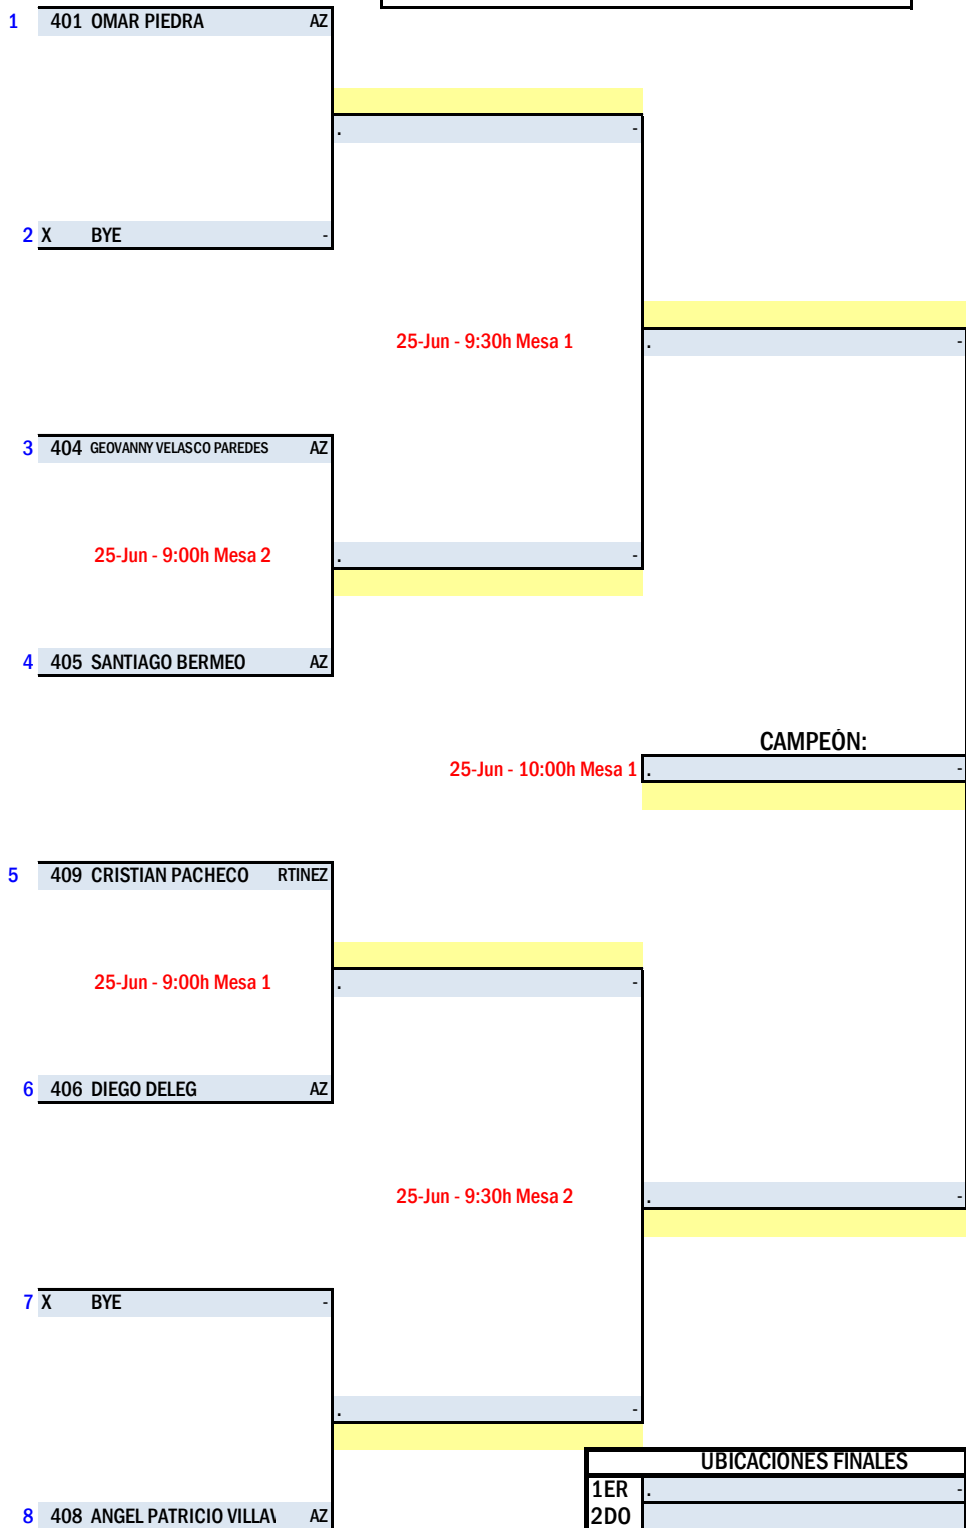 1 401 OMAR PIEDRA AZ
. -
2 X BYE -
25-Jun - 9:30h Mesa 1
. -
3 404 GEOVANNY VELASCO PAREDES AZ
25-Jun - 9:00h Mesa 2
. -
4 405 SANTIAGO BERMEO AZ
CAMPEÓN:
25-Jun - 10:00h Mesa 1
. -
5 409 CRISTIAN PACHECO RTINEZ
25-Jun - 9:00h Mesa 1
. -
6 406 DIEGO DELEG AZ
25-Jun - 9:30h Mesa 2
. -
7 X BYE -
. -
UBICACIONES FINALES
1ER . -
8 408 ANGEL PATRICIO VILLAV AZ
2DO